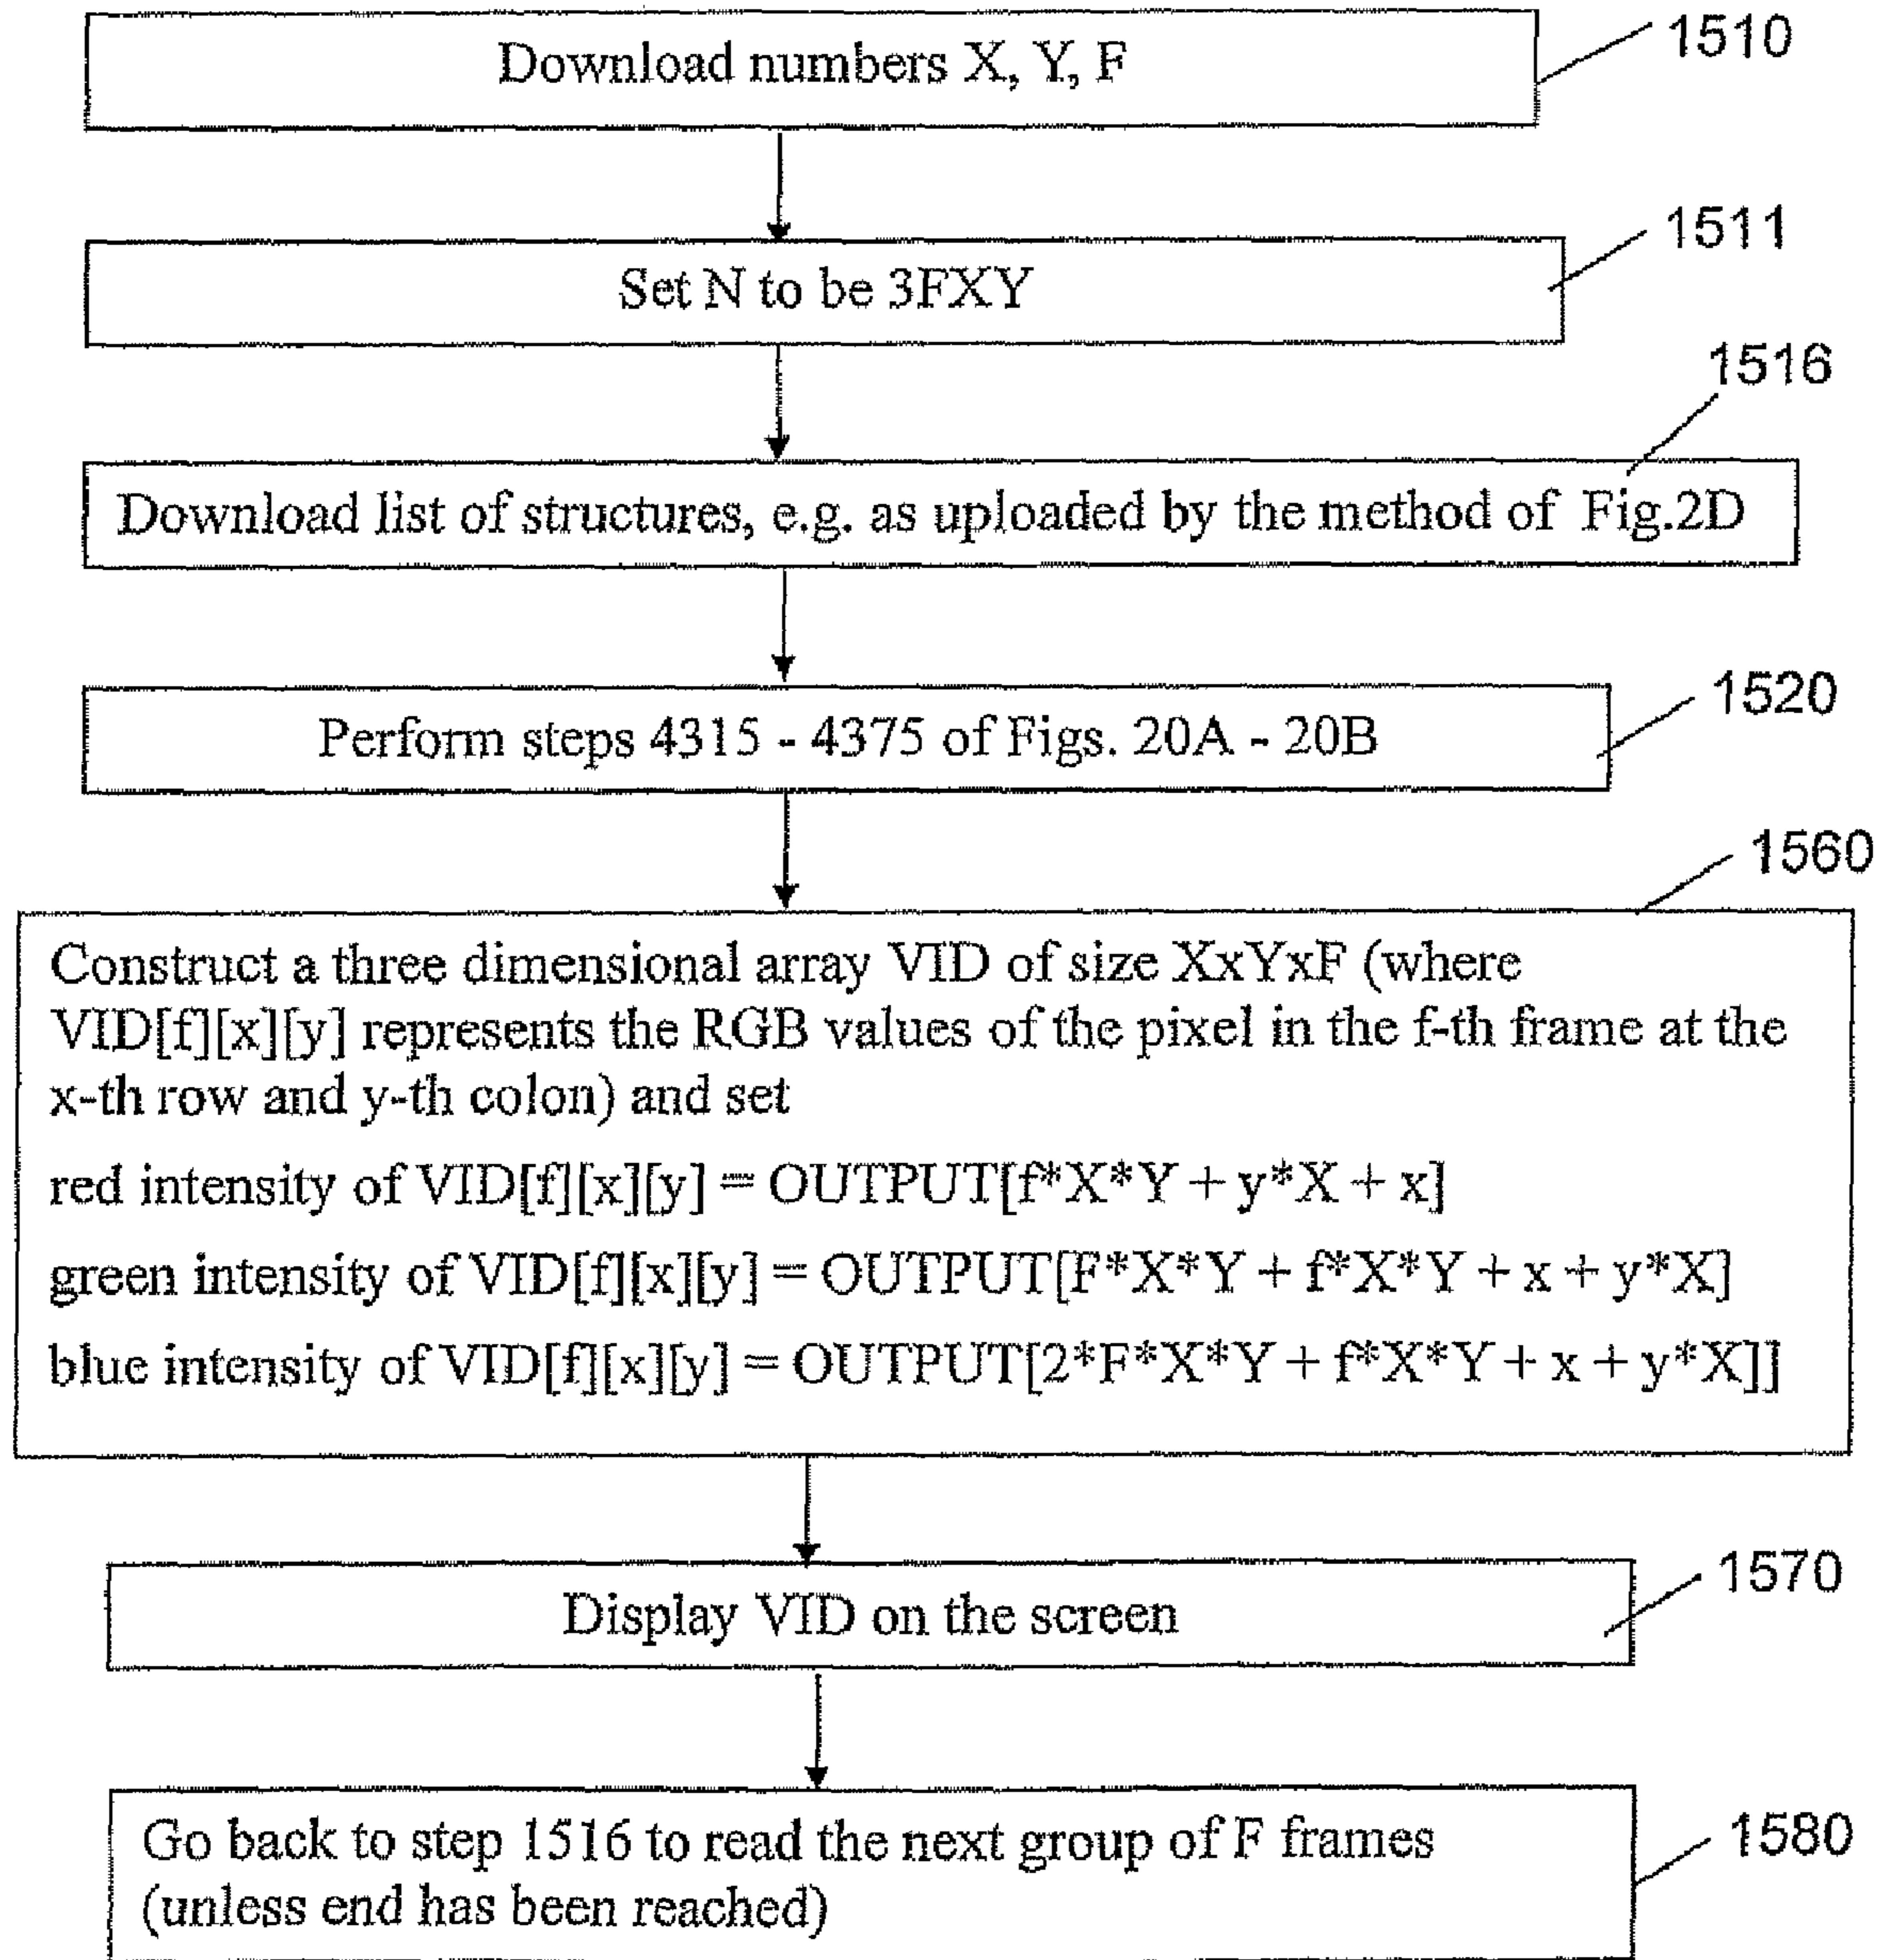 Download numbers X, Y, F
1510
Set N to be 3FXY
1511
1516
Download list of structures, e.g. as uploaded by the method of Fig.2D
1520
Perform steps 4315 - 4375 of Figs. 20A - 20B
1560
Construct a three dimensional array VID of size XxYxF (where
VID[f][x][y] represents the RGB values of the pixel in the f-th frame at the
x-th row and y-th colon) and set
red intensity of VID[f][x][y] = OUTPUT[f*X*Y + y*X + x]
green intensity of VID[f][x][y] = OUTPUT[F*X*Y + f*X*Y + x + y*X]
blue intensity of VID[f][x][y] = OUTPUT[2*F*X*Y + f*X*Y + x + y*X]]
1570
Display VID on the screen
1580
Go back to step 1516 to read the next group of F frames
(unless end has been reached)